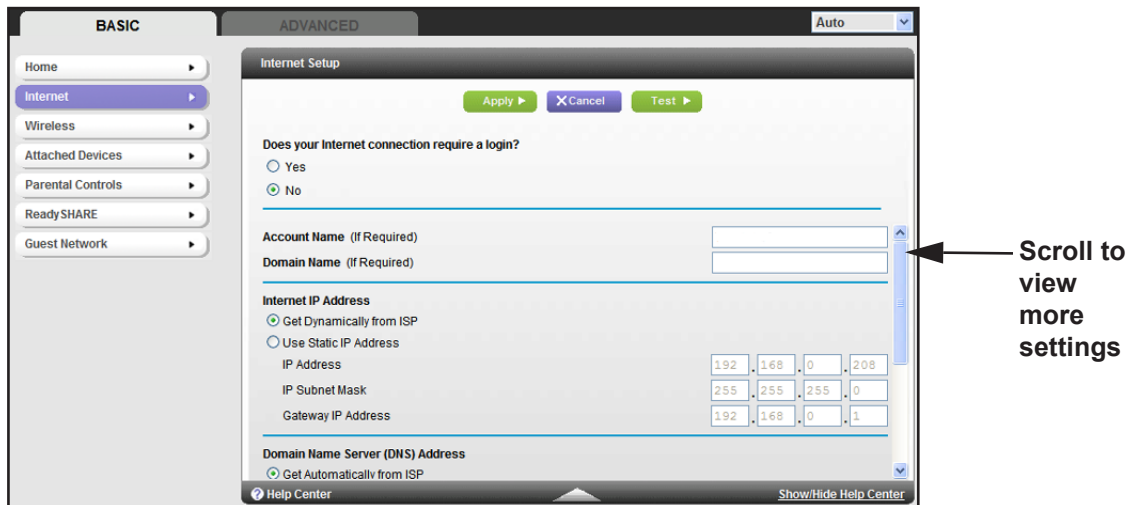 BASIC
ADVANCED
Auto
Home
Internet
Wireless
Attached Devices
Parental Controls
ReadySHARE
Guest Network
Internet Setup
Apply
XCancel
Test
Does your Internet connection require a login?
Yes
No
Account Name (If Required)
Domain Name (If Required)
Internet IP Address
Get Dynamically from ISP
Use Static IP Address
IP Address 192 . 168 . 0 . 208
IP Subnet Mask 255 . 255 . 255 . 0
Gateway IP Address 192 . 168 . 0 . 1
Domain Name Server (DNS) Address
Get Automatically from ISP
? Help Center
Show/Hide Help Center
Scroll to
view
more
settings